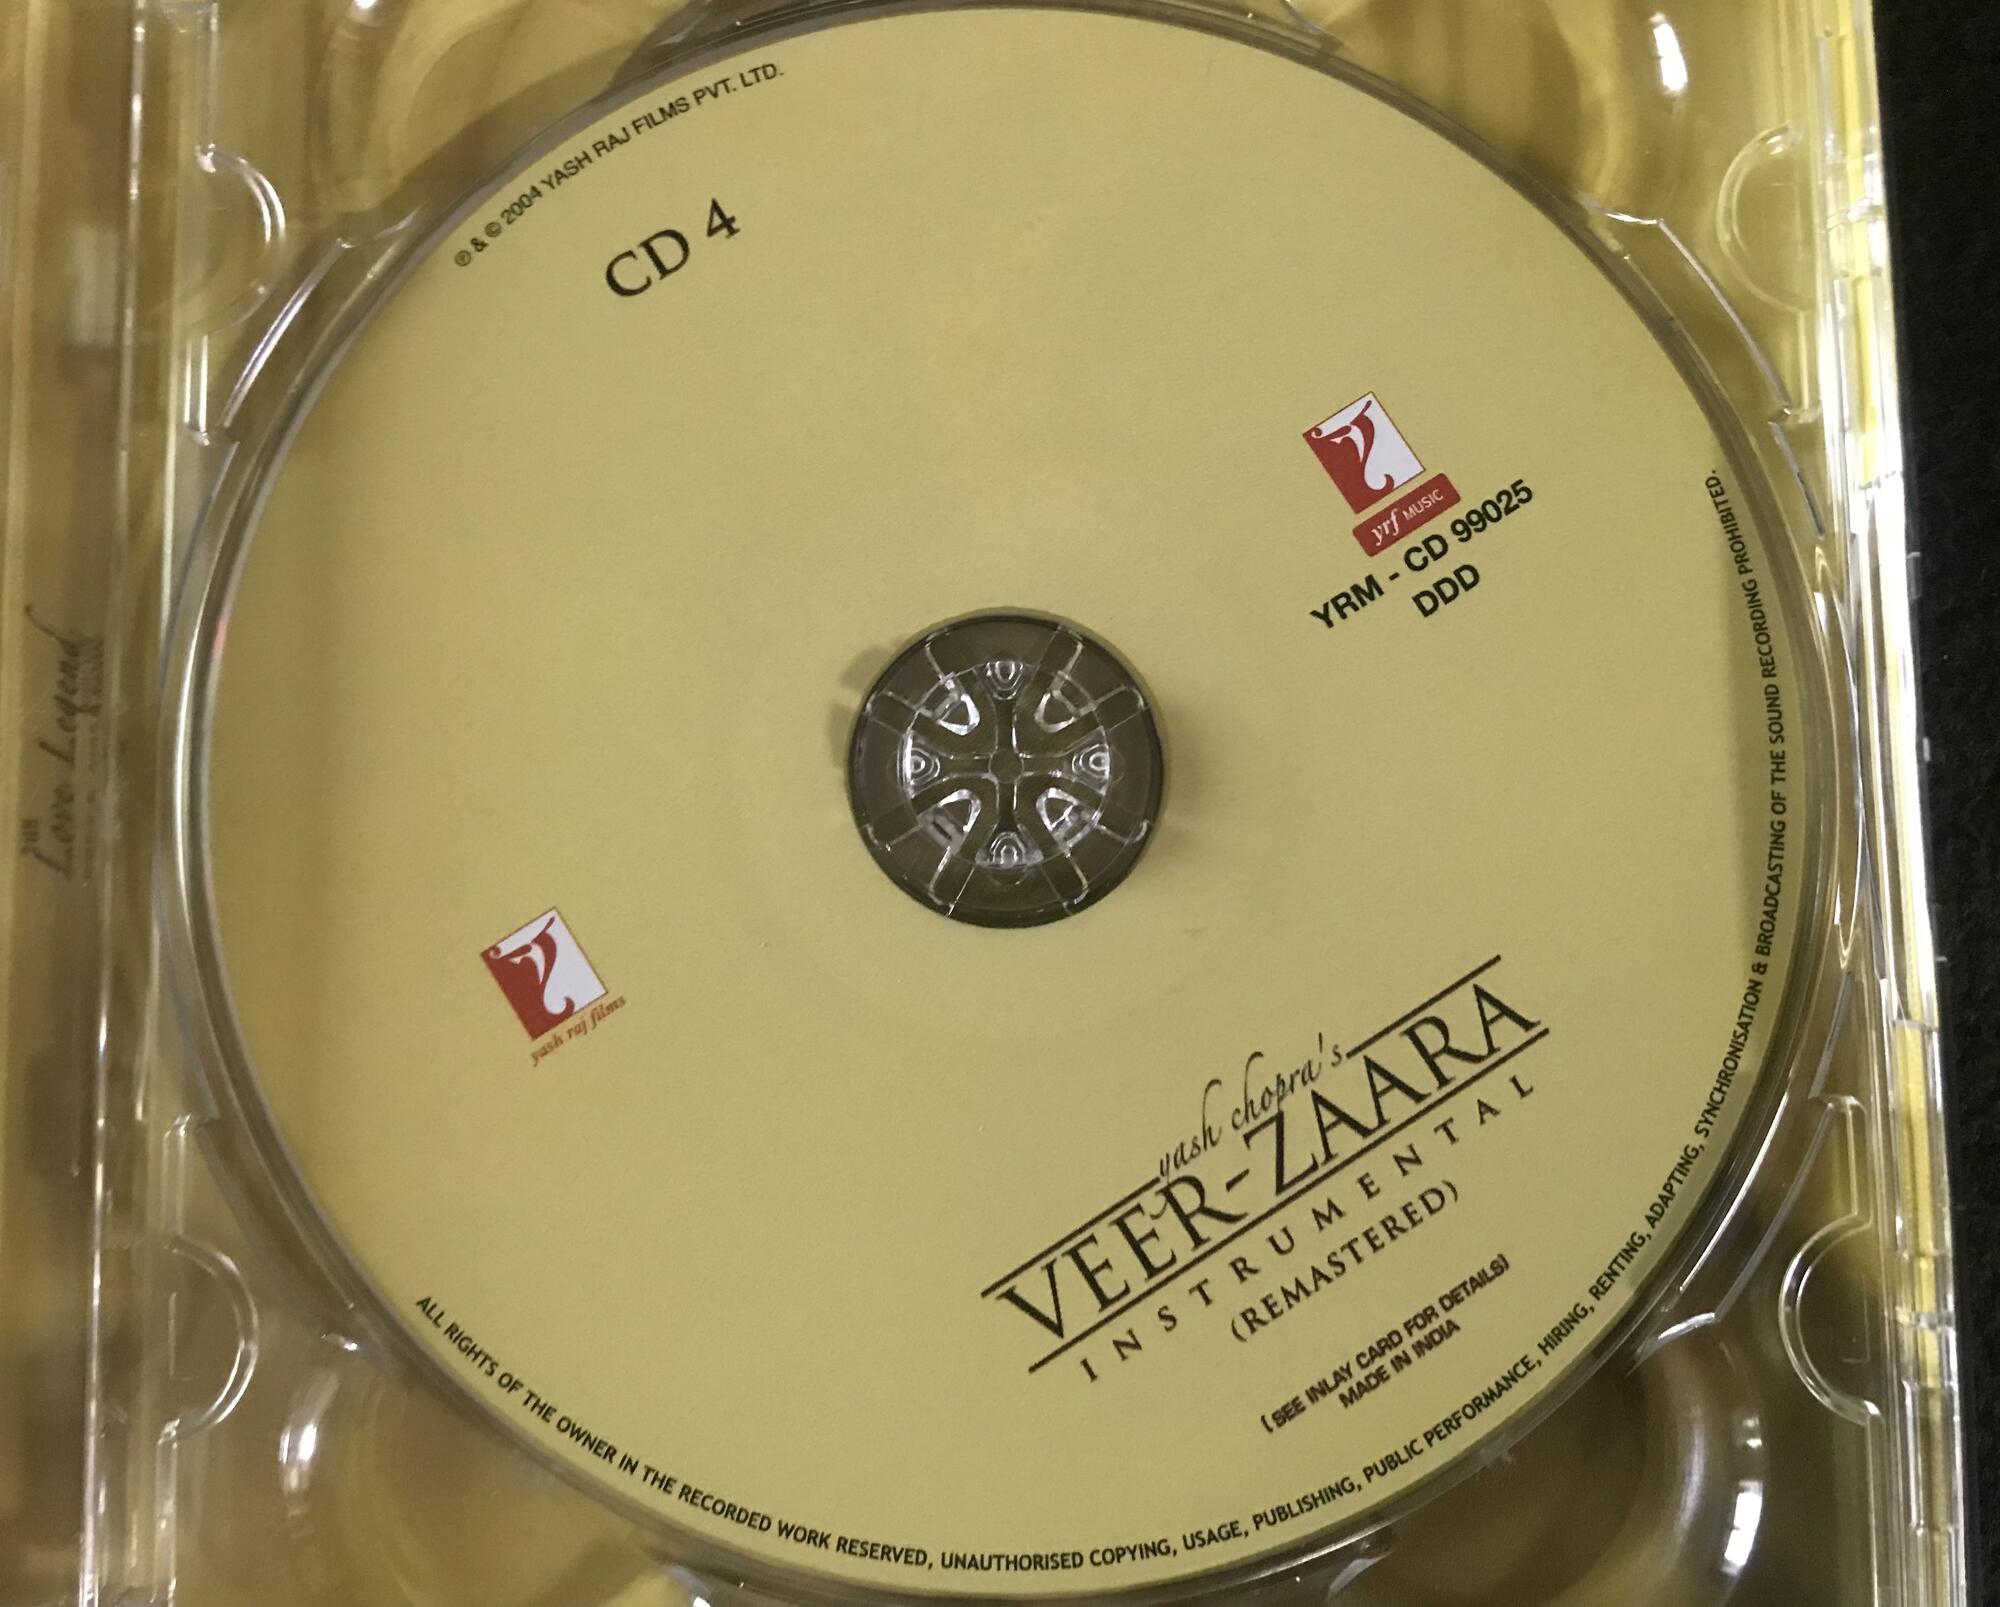 ℗ & © 2004 YASH RAJ FILMS PVT. LTD.
CD 4
yrf MUSIC
YRM - CD 99025
DDD
yash raj films
yash chopra's
VEER-ZAARA
INSTRUMENTAL
(REMASTERED)
(SEE INLAY CARD FOR DETAILS)
MADE IN INDIA
ALL RIGHTS OF THE OWNER IN THE RECORDED WORK RESERVED, UNAUTHORISED COPYING, USAGE, PUBLISHING, PUBLIC PERFORMANCE, HIRING, RENTING, ADAPTING, SYNCHRONISATION & BROADCASTING OF THE SOUND RECORDING PROHIBITED.
Love Legend